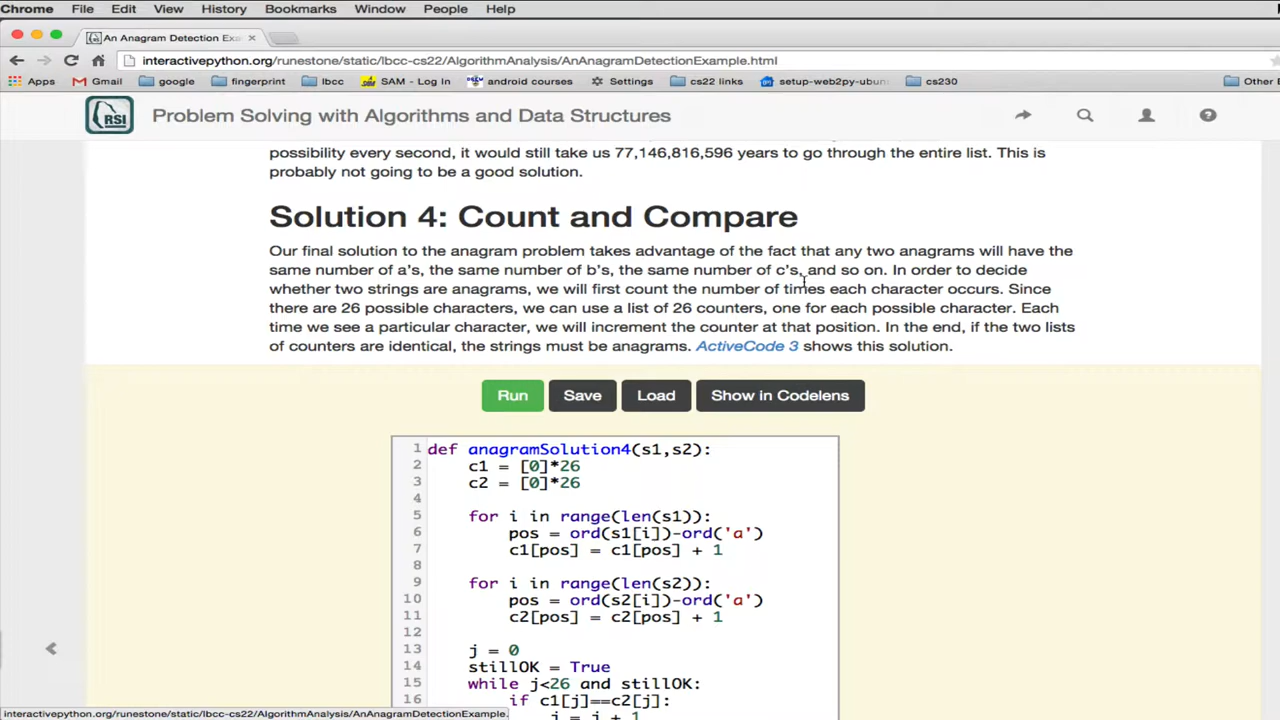 Chrome File Edit View History Bookmarks Window People Help
An Anagram Detection Exa
interactivepython.org/runestone/static/lbcc-cs22/AlgorithmAnalysis/AnAnagramDetectionExample.html
Apps Gmail google fingerprint lbcc SAM - Log In android courses Settings cs22 links setup-web2py-ubun cs230 Other
RSI Problem Solving with Algorithms and Data Structures
possibility every second, it would still take us 77,146,816,596 years to go through the entire list. This is
probably not going to be a good solution.
Solution 4: Count and Compare
Our final solution to the anagram problem takes advantage of the fact that any two anagrams will have the
same number of a's, the same number of b's, the same number of c's, and so on. In order to decide
whether two strings are anagrams, we will first count the number of times each character occurs. Since
there are 26 possible characters, we can use a list of 26 counters, one for each possible character. Each
time we see a particular character, we will increment the counter at that position. In the end, if the two lists
of counters are identical, the strings must be anagrams. ActiveCode 3 shows this solution.
Run Save Load Show in Codelens
1 def anagramSolution4(s1,s2):
2 c1 = [0]*26
3 c2 = [0]*26
4
5 for i in range(len(s1)):
6 pos = ord(s1[i])-ord('a')
7 c1[pos] = c1[pos] + 1
8
9 for i in range(len(s2)):
10 pos = ord(s2[i])-ord('a')
11 c2[pos] = c2[pos] + 1
12
13 j = 0
14 stillOK = True
15 while j<26 and stillOK:
16 if c1[j]==c2[j]:
j = j + 1
interactivepython.org/runestone/static/lbcc-cs22/AlgorithmAnalysis/AnAnagramDetectionExample.